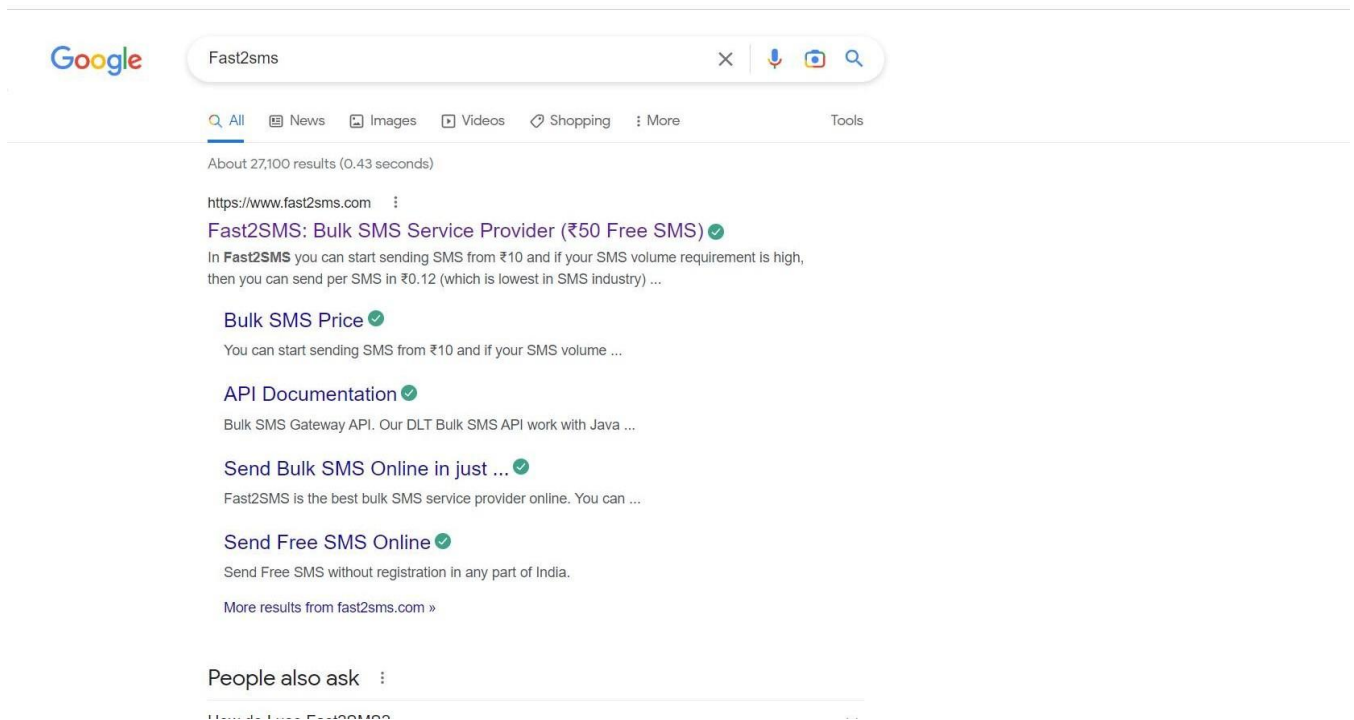 Google
Fast2sms
All News Images Videos Shopping More Tools
About 27,100 results (0.43 seconds)
https://www.fast2sms.com
Fast2SMS: Bulk SMS Service Provider (₹50 Free SMS)
In Fast2SMS you can start sending SMS from ₹10 and if your SMS volume requirement is high,
then you can send per SMS in ₹0.12 (which is lowest in SMS industry) ...
Bulk SMS Price
You can start sending SMS from ₹10 and if your SMS volume ...
API Documentation
Bulk SMS Gateway API. Our DLT Bulk SMS API work with Java ...
Send Bulk SMS Online in just ...
Fast2SMS is the best bulk SMS service provider online. You can ...
Send Free SMS Online
Send Free SMS without registration in any part of India.
More results from fast2sms.com »
People also ask
How do I use Fast2SMS?